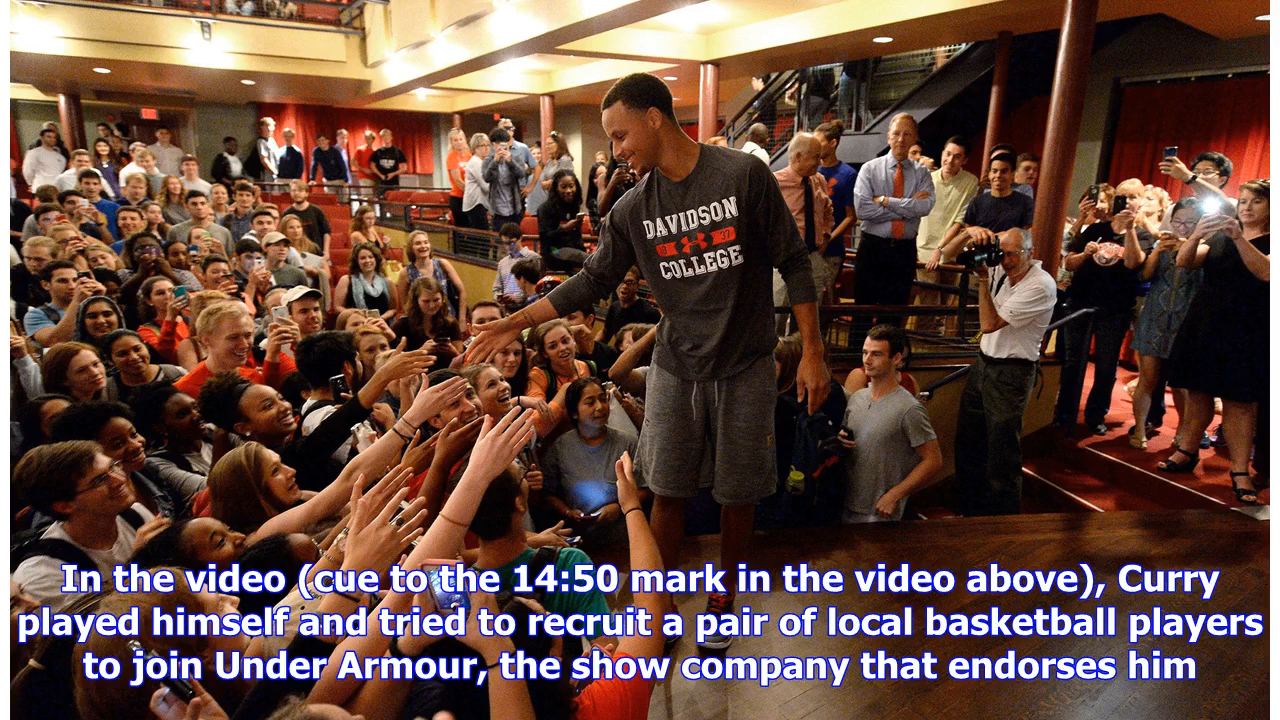 DAVIDSON
COLLEGE
In the video (cue to the 14:50 mark in the video above), Curry
played himself and tried to recruit a pair of local basketball players
to join Under Armour, the show company that endorses him